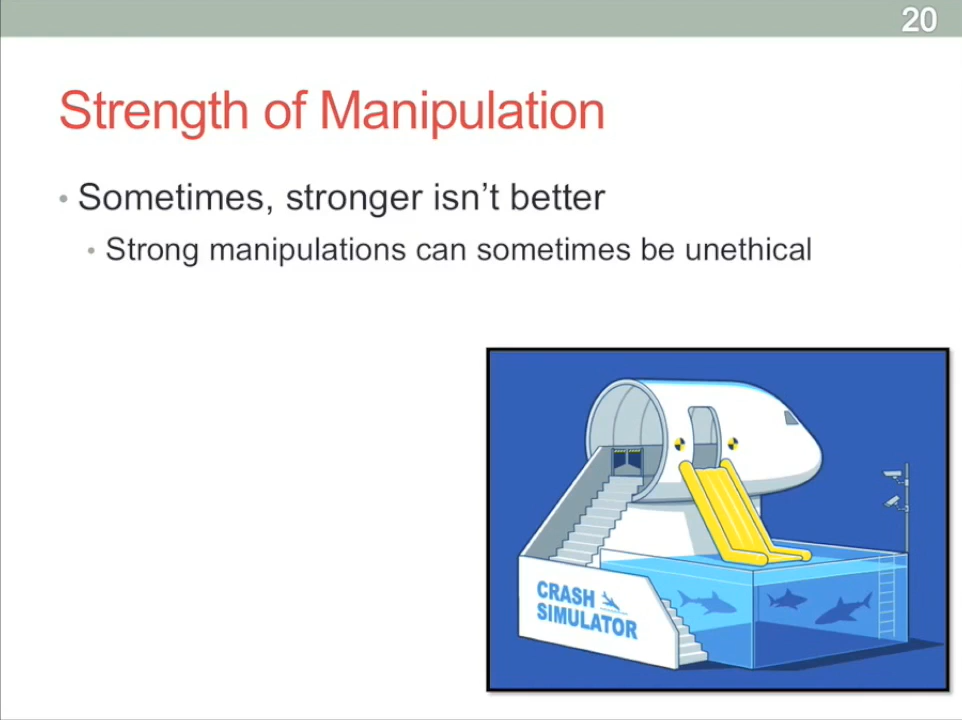 20
Strength of Manipulation
• Sometimes, stronger isn't better
• Strong manipulations can sometimes be unethical
CRASH
SIMULATOR